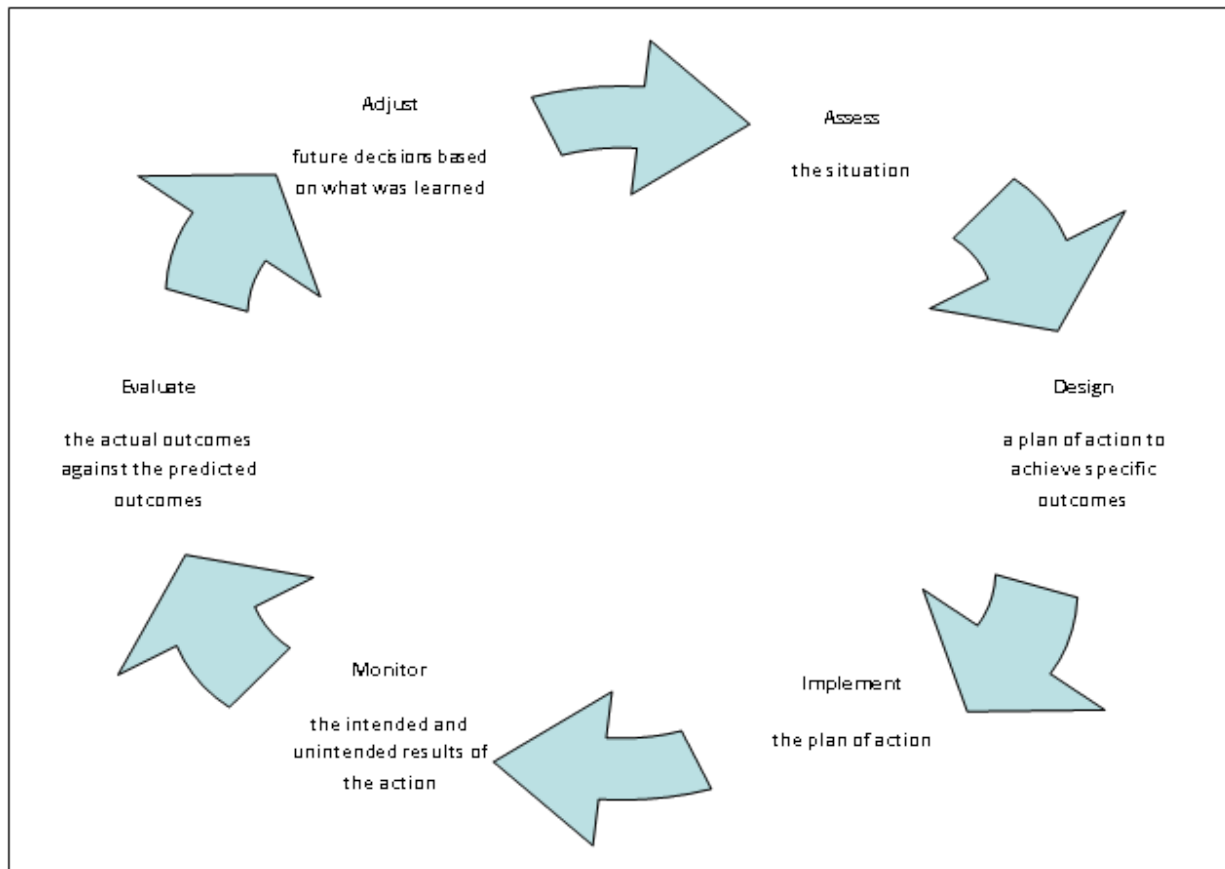 Adjust
future decisions based
on what was learned
Assess
the situation
Design
a plan of action to
achieve specific
outcomes
Implement
the plan of action
Monitor
the intended and
unintended results of
the action
Evaluate
the actual outcomes
against the predicted
outcomes